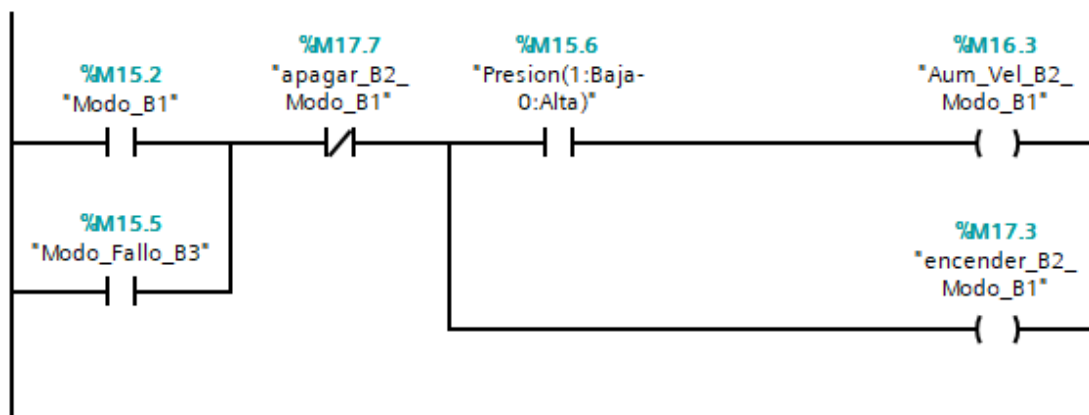 %M15.2
"Modo_B1"
%M17.7
"apagar_B2_
Modo_B1"
%M15.6
"Presion(1:Baja-
0:Alta)"
%M16.3
"Aum_Vel_B2_
Modo_B1"
%M15.5
"Modo_Fallo_B3"
%M17.3
"encender_B2_
Modo_B1"